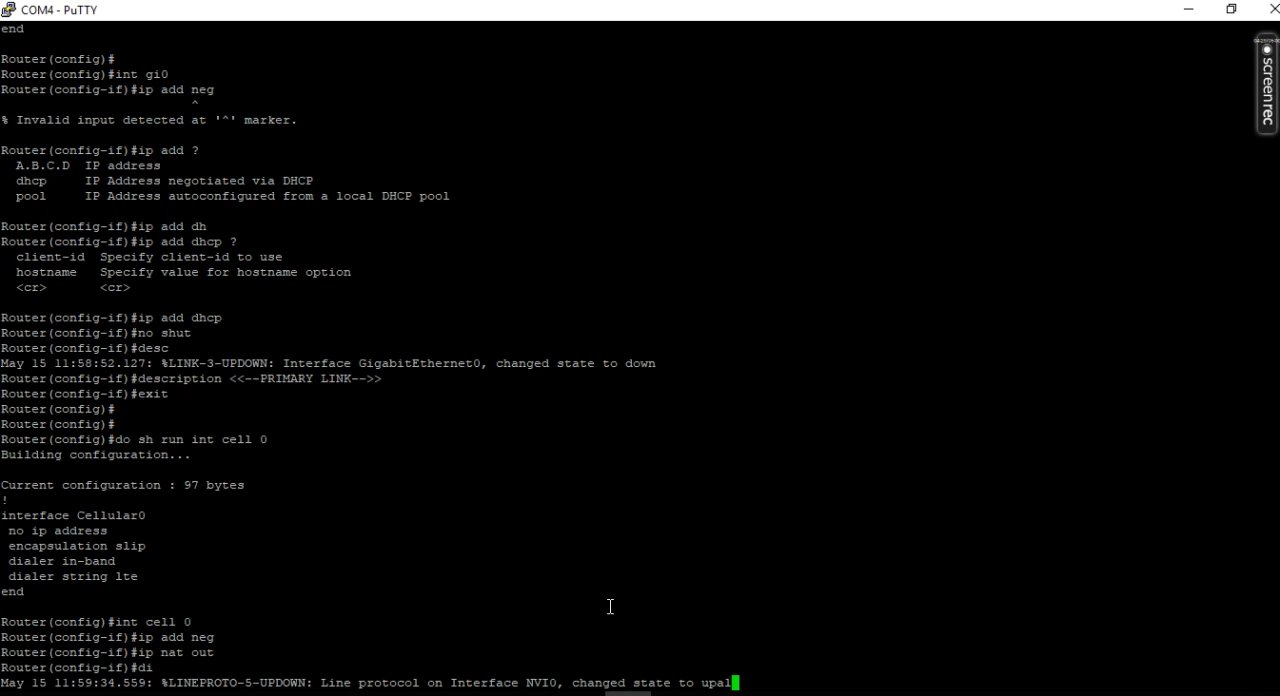 COM4 - PuTTY
end
Router(config)#
Router(config)#int gi0
Router(config-if)#ip add neg
^
% Invalid input detected at '^' marker.
Router(config-if)#ip add ?
A.B.C.D  IP address
dhcp     IP Address negotiated via DHCP
pool     IP Address autoconfigured from a local DHCP pool
Router(config-if)#ip add dh
Router(config-if)#ip add dhcp ?
client-id  Specify client-id to use
hostname   Specify value for hostname option
<cr>       <cr>
Router(config-if)#ip add dhcp
Router(config-if)#no shut
Router(config-if)#desc
May 15 11:58:52.127: %LINK-3-UPDOWN: Interface GigabitEthernet0, changed state to down
Router(config-if)#description <<--PRIMARY LINK-->>
Router(config-if)#exit
Router(config)#
Router(config)#
Router(config)#do sh run int cell 0
Building configuration...
Current configuration : 97 bytes
!
interface Cellular0
no ip address
encapsulation slip
dialer in-band
dialer string lte
end
Router(config)#int cell 0
Router(config-if)#ip add neg
Router(config-if)#ip nat out
Router(config-if)#di
May 15 11:59:34.559: %LINEPROTO-5-UPDOWN: Line protocol on Interface NVI0, changed state to upal
screenrec